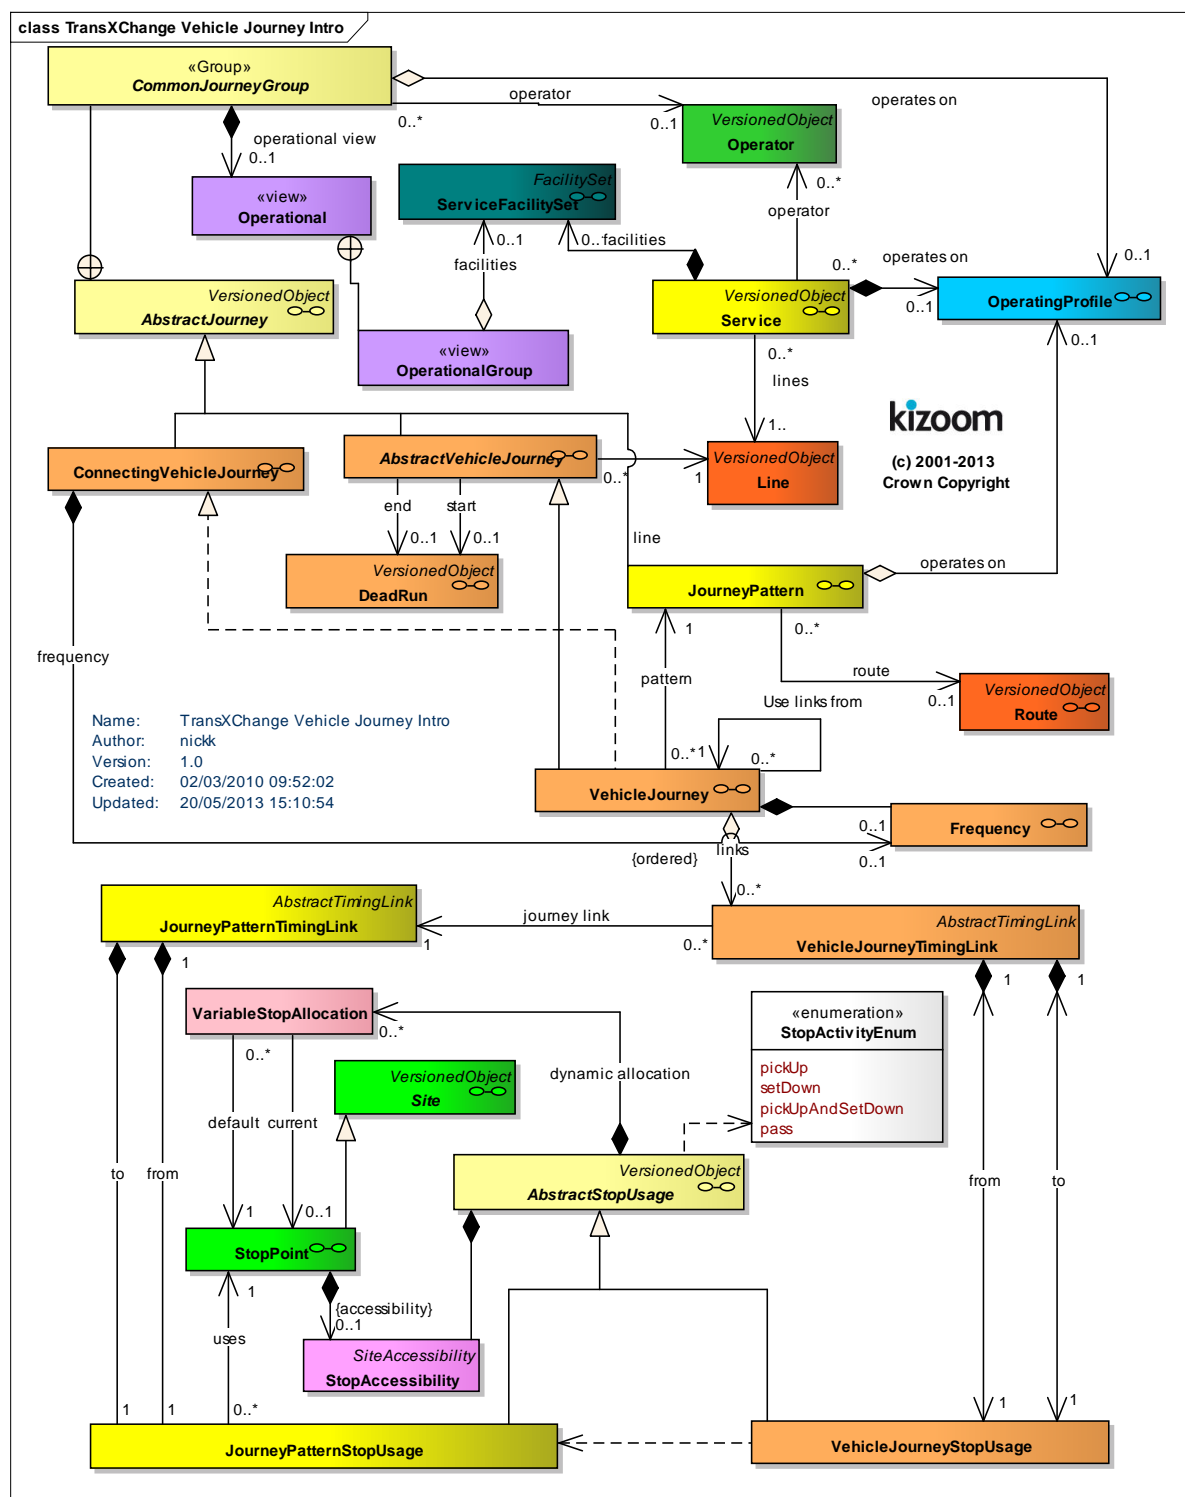 class TransXChange Vehicle Journey Intro
«Group»
CommonJourneyGroup
operator
0..*
0..1
operates on
VersionedObject
Operator
operational view
0..1
«view»
Operational
FacilitySet
ServiceFacilitySet
0..*
operator
0..1
facilities
0..*
facilities
0..*
operates on
0..1
0..1
VersionedObject
AbstractJourney
VersionedObject
Service
OperatingProfile
0..1
«view»
OperationalGroup
0..*
lines
1..
kizoom
(c) 2001-2013
Crown Copyright
ConnectingVehicleJourney
AbstractVehicleJourney
0..*
1
VersionedObject
Line
end
start
0..1
0..1
line
VersionedObject
DeadRun
JourneyPattern
operates on
1
0..*
frequency
pattern
route
0..1
VersionedObject
Route
Use links from
Name: TransXChange Vehicle Journey Intro
Author: nickk
Version: 1.0
Created: 02/03/2010 09:52:02
Updated: 20/05/2013 15:10:54
0..*
1
0..*
VehicleJourney
0..1
Frequency
{ordered}
links
0..1
0..*
AbstractTimingLink
JourneyPatternTimingLink
journey link
1
0..*
AbstractTimingLink
VehicleJourneyTimingLink
1
1
1
1
VariableStopAllocation
0..*
0..*
«enumeration»
StopActivityEnum
pickUp
setDown
pickUpAndSetDown
pass
VersionedObject
Site
dynamic allocation
default
current
to
from
VersionedObject
AbstractStopUsage
from
to
1
0..1
StopPoint
1
{accessibility}
0..1
uses
SiteAccessibility
StopAccessibility
1
1
0..*
1
1
JourneyPatternStopUsage
VehicleJourneyStopUsage